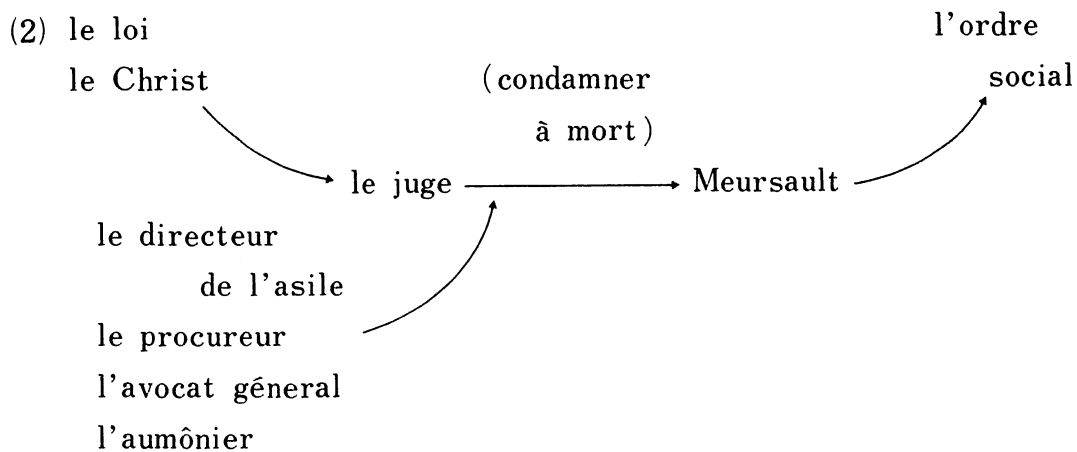 (2) le loi
le Christ
(condamner
à mort)
l'ordre
social
le juge
Meursault
le directeur
de l'asile
le procureur
l'avocat géneral
l'aumônier